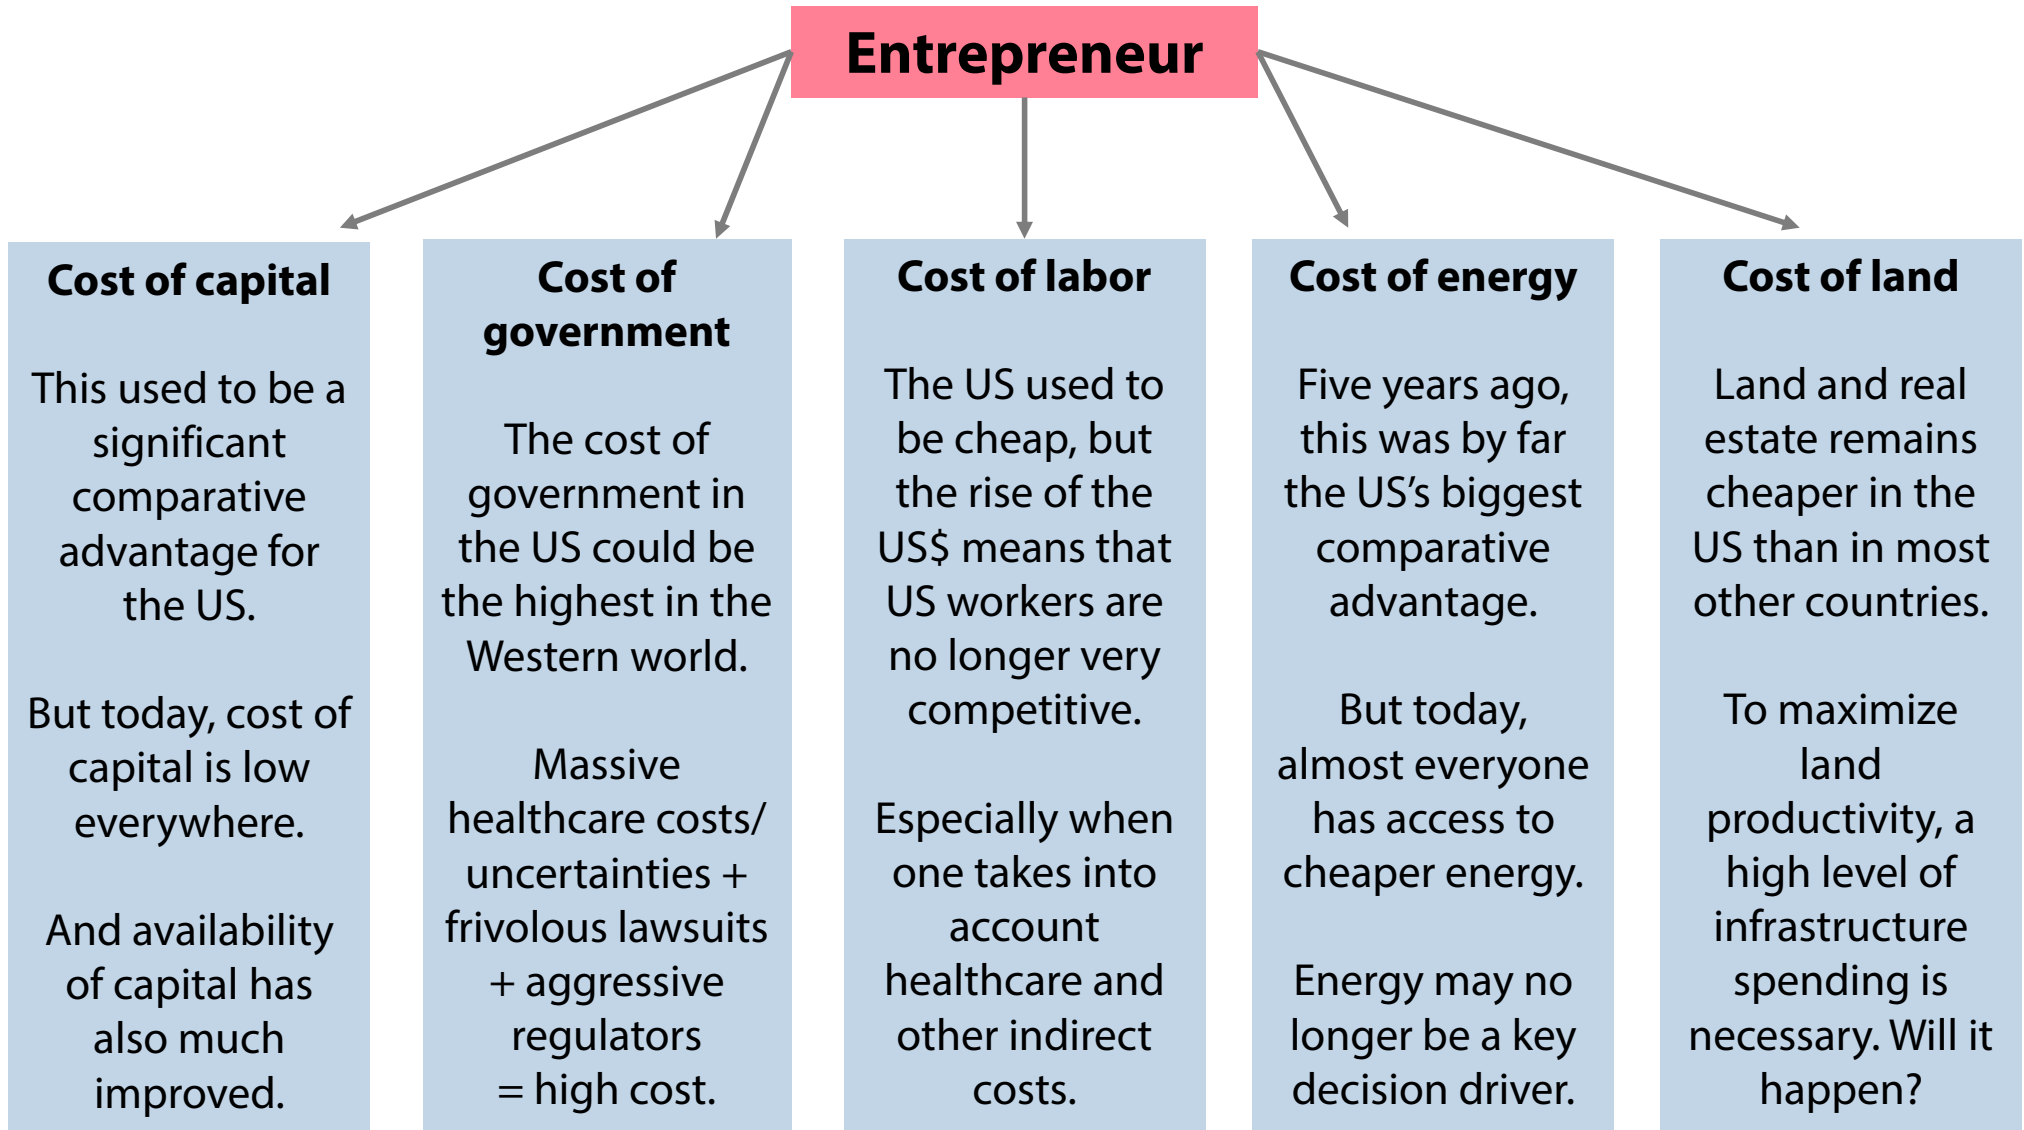 Entrepreneur
Cost of capital
This used to be a
significant
comparative
advantage for
the US.
But today, cost of
capital is low
everywhere.
And availability
of capital has
also much
improved.
Cost of
government
The cost of
government in
the US could be
the highest in the
Western world.
Massive
healthcare costs/
uncertainties +
frivolous lawsuits
+ aggressive
regulators
= high cost.
Cost of labor
The US used to
be cheap, but
the rise of the
US$ means that
US workers are
no longer very
competitive.
Especially when
one takes into
account
healthcare and
other indirect
costs.
Cost of energy
Five years ago,
this was by far
the US’s biggest
comparative
advantage.
But today,
almost everyone
has access to
cheaper energy.
Energy may no
longer be a key
decision driver.
Cost of land
Land and real
estate remains
cheaper in the
US than in most
other countries.
To maximize
land
productivity, a
high level of
infrastructure
spending is
necessary. Will it
happen?